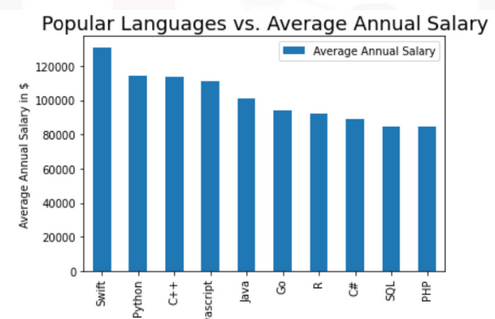 Popular Languages vs. Average Annual Salary
Average Annual Salary
Average Annual Salary in $
120000
100000
80000
60000
40000
20000
0
Swift
Python
C++
ascript
Java
Go
R
C#
SQL
PHP